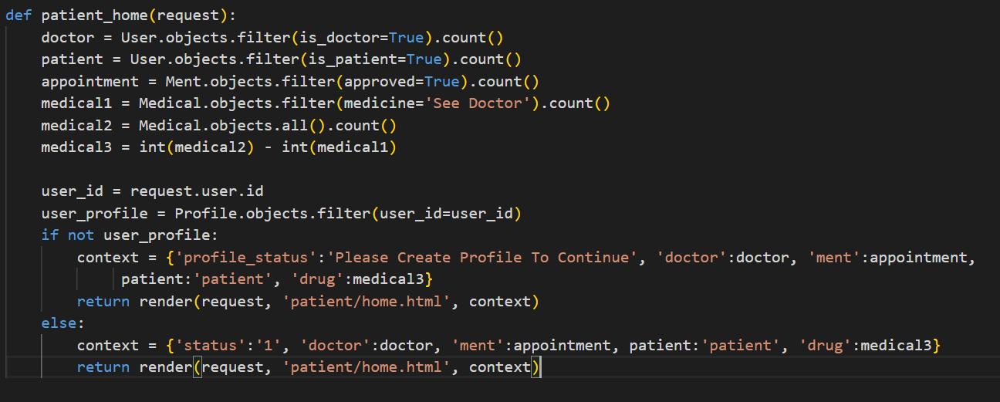 def patient_home(request):
    doctor = User.objects.filter(is_doctor=True).count()
    patient = User.objects.filter(is_patient=True).count()
    appointment = Ment.objects.filter(approved=True).count()
    medical1 = Medical.objects.filter(medicine='See Doctor').count()
    medical2 = Medical.objects.all().count()
    medical3 = int(medical2) - int(medical1)

    user_id = request.user.id
    user_profile = Profile.objects.filter(user_id=user_id)
    if not user_profile:
        context = {'profile_status':'Please Create Profile To Continue', 'doctor':doctor, 'ment':appointment,
             patient:'patient', 'drug':medical3}
        return render(request, 'patient/home.html', context)
    else:
        context = {'status':'1', 'doctor':doctor, 'ment':appointment, patient:'patient', 'drug':medical3}
        return render(request, 'patient/home.html', context)